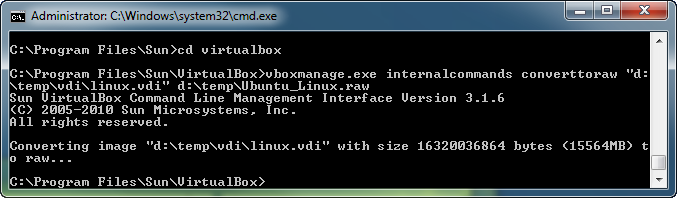 Administrator: C:\Windows\system32\cmd.exe
C:\Program Files\Sun>cd virtualbox
C:\Program Files\Sun\VirtualBox>vboxmanage.exe internalcommands converttoraw "d:
\temp\vdi\linux.vdi" d:\temp\Ubuntu_Linux.raw
Sun VirtualBox Command Line Management Interface Version 3.1.6
(C) 2005-2010 Sun Microsystems, Inc.
All rights reserved.
Converting image "d:\temp\vdi\linux.vdi" with size 16320036864 bytes (15564MB) t
o raw...
C:\Program Files\Sun\VirtualBox>